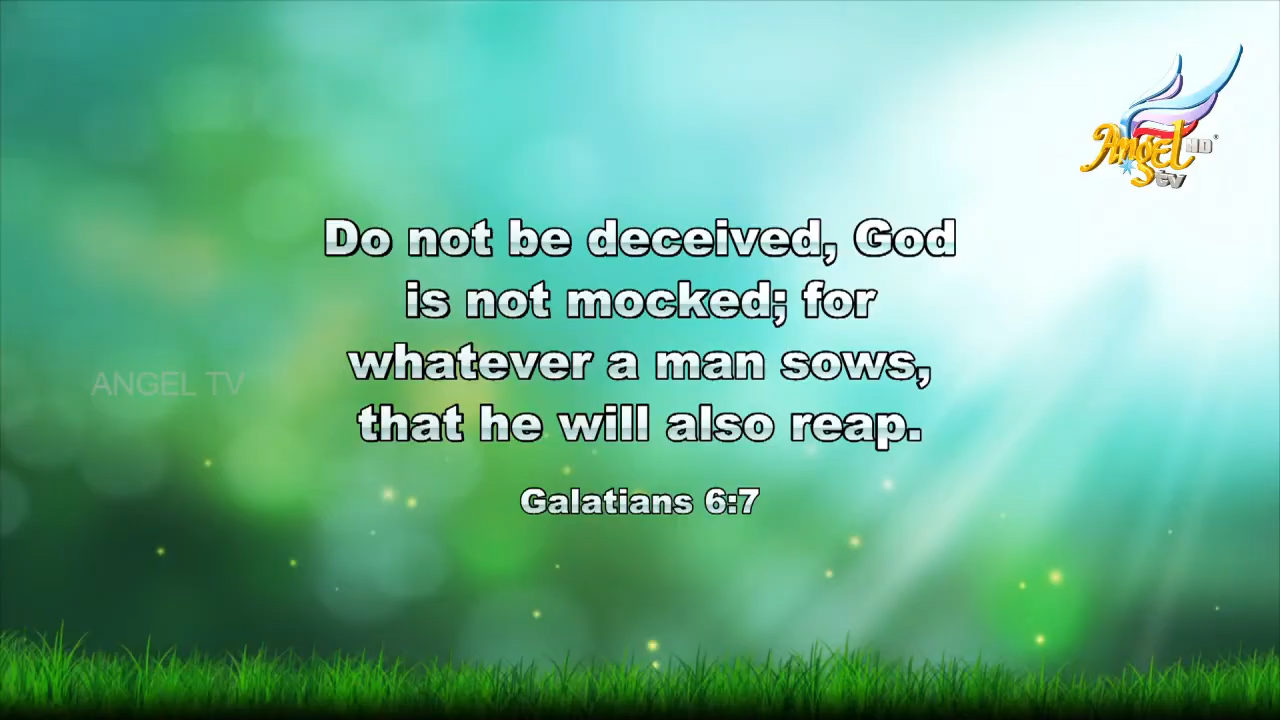 Angel HD
tv
Do not be deceived, God
is not mocked; for
whatever a man sows,
ANGEL TV
that he will also reap.
Galatians 6:7